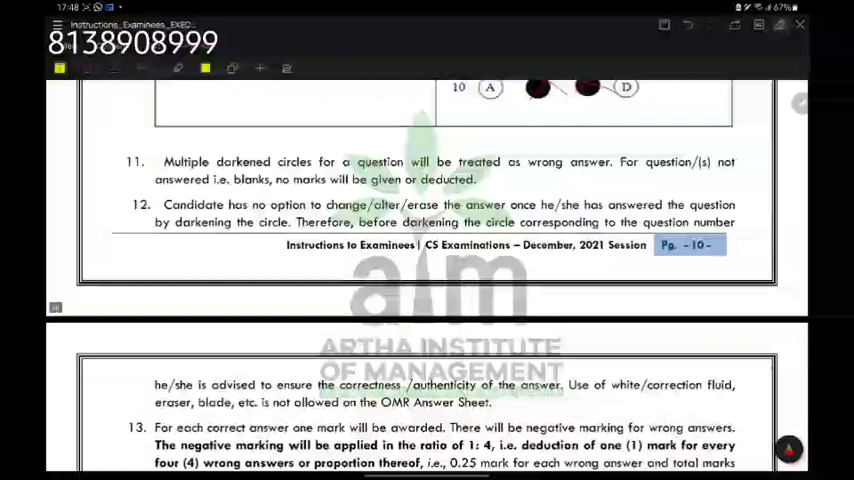 17:48
67%
Instructions_Examinees_EXEC...
8138908999
10 A D
11. Multiple darkened circles for a question will be treated as wrong answer. For question/(s) not
answered i.e. blanks, no marks will be given or deducted.
12. Candidate has no option to change/alter/erase the answer once he/she has answered the question
by darkening the circle. Therefore, before darkening the circle corresponding to the question number
Instructions to Examinees| CS Examinations – December, 2021 Session Pg. -10-
aim
ARTHA INSTITUTE
OF MANAGEMENT
he/she is advised to ensure the correctness /authenticity of the answer. Use of white/correction fluid,
eraser, blade, etc. is not allowed on the OMR Answer Sheet.
13. For each correct answer one mark will be awarded. There will be negative marking for wrong answers.
The negative marking will be applied in the ratio of 1: 4, i.e. deduction of one (1) mark for every
four (4) wrong answers or proportion thereof, i.e., 0.25 mark for each wrong answer and total marks